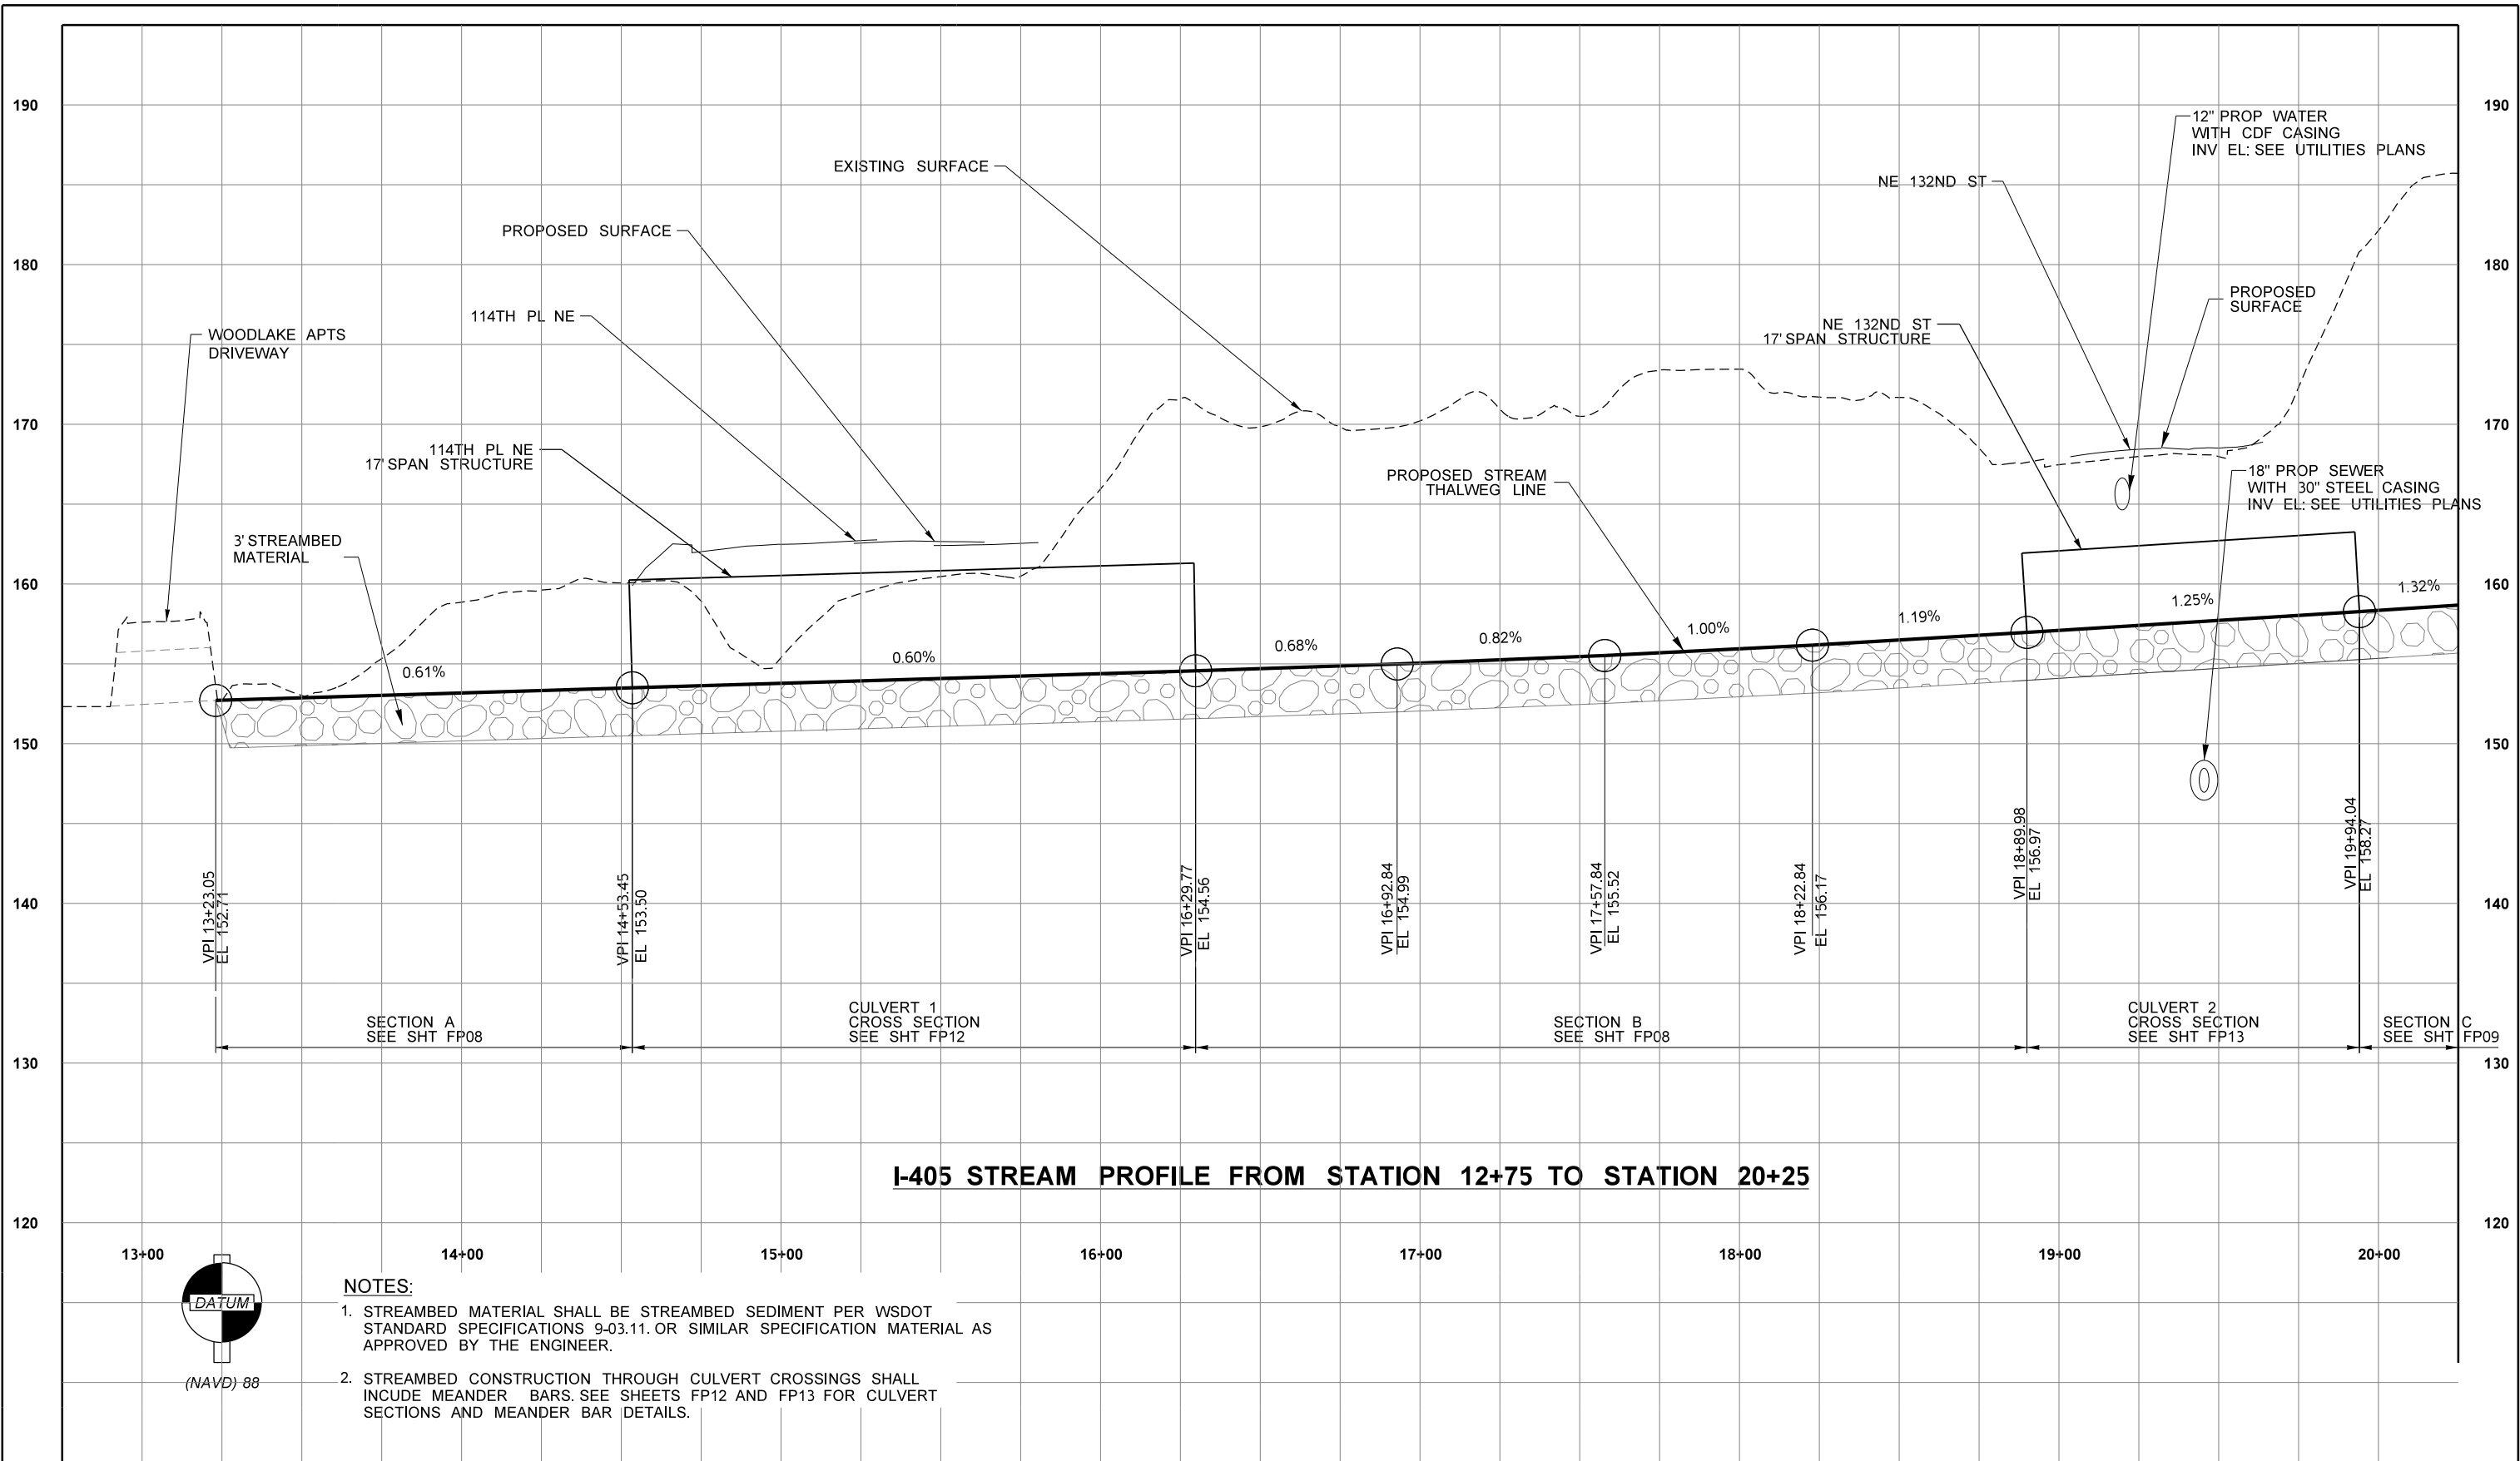 190
190
12" PROP WATER
WITH CDF CASING
INV EL: SEE UTILITIES PLANS
EXISTING SURFACE
NE 132ND ST
PROPOSED SURFACE
180
180
PROPOSED
SURFACE
114TH PL NE
WOODLAKE APTS
DRIVEWAY
NE 132ND ST
17' SPAN STRUCTURE
170
170
114TH PL NE
17' SPAN STRUCTURE
PROPOSED STREAM
THALWEG LINE
18" PROP SEWER
WITH 30" STEEL CASING
INV EL: SEE UTILITIES PLANS
3' STREAMBED
MATERIAL
160
160
0.61%
0.60%
0.68%
0.82%
1.00%
1.19%
1.25%
1.32%
150
150
VPI 13+23.05
EL 152.71
VPI 14+53.45
EL 153.50
VPI 16+29.77
EL 154.56
VPI 16+92.84
EL 154.99
VPI 17+57.84
EL 155.52
VPI 18+22.84
EL 156.17
VPI 18+89.98
EL 156.97
VPI 19+94.04
EL 158.27
140
140
SECTION A
SEE SHT FP08
CULVERT 1
CROSS SECTION
SEE SHT FP12
SECTION B
SEE SHT FP08
CULVERT 2
CROSS SECTION
SEE SHT FP13
SECTION C
SEE SHT FP09
130
130
I-405 STREAM PROFILE FROM STATION 12+75 TO STATION 20+25
120
120
13+00
14+00
15+00
16+00
17+00
18+00
19+00
20+00
DATUM
(NAVD) 88
NOTES:
1. STREAMBED MATERIAL SHALL BE STREAMBED SEDIMENT PER WSDOT
STANDARD SPECIFICATIONS 9-03.11. OR SIMILAR SPECIFICATION MATERIAL AS
APPROVED BY THE ENGINEER.
2. STREAMBED CONSTRUCTION THROUGH CULVERT CROSSINGS SHALL
INCUDE MEANDER BARS. SEE SHEETS FP12 AND FP13 FOR CULVERT
SECTIONS AND MEANDER BAR DETAILS.